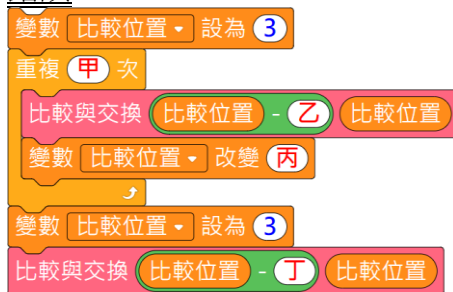 變數 比較位置 設為 3
重複 甲 次
比較與交換 比較位置 - 乙 比較位置
變數 比較位置 改變 丙
變數 比較位置 設為 3
比較與交換 比較位置 - 丁 比較位置